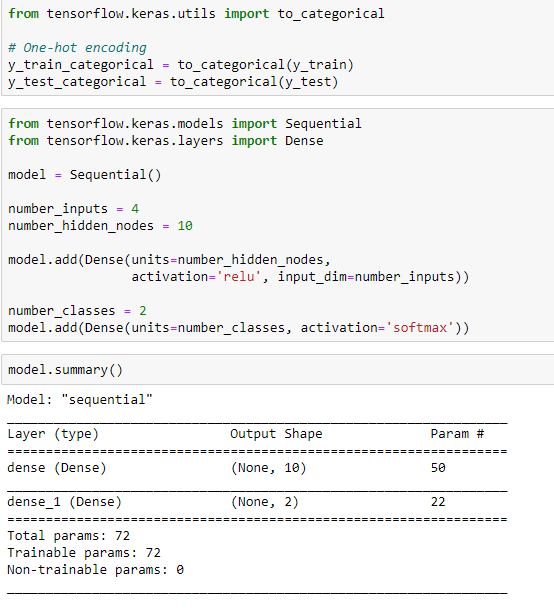 from tensorflow.keras.utils import to_categorical
# One-hot encoding
y_train_categorical = to_categorical(y_train)
y_test_categorical = to_categorical(y_test)
from tensorflow.keras.models import Sequential
from tensorflow.keras.layers import Dense
model = Sequential()
number_inputs = 4
number_hidden_nodes = 10
model.add(Dense(units=number_hidden_nodes,
activation='relu', input_dim=number_inputs))
number_classes = 2
model.add(Dense(units=number_classes, activation='softmax'))
model.summary()
Model: "sequential"
_________________________________________________________________
Layer (type) Output Shape Param #
=================================================================
dense (Dense) (None, 10) 50
_________________________________________________________________
dense_1 (Dense) (None, 2) 22
=================================================================
Total params: 72
Trainable params: 72
Non-trainable params: 0
_________________________________________________________________